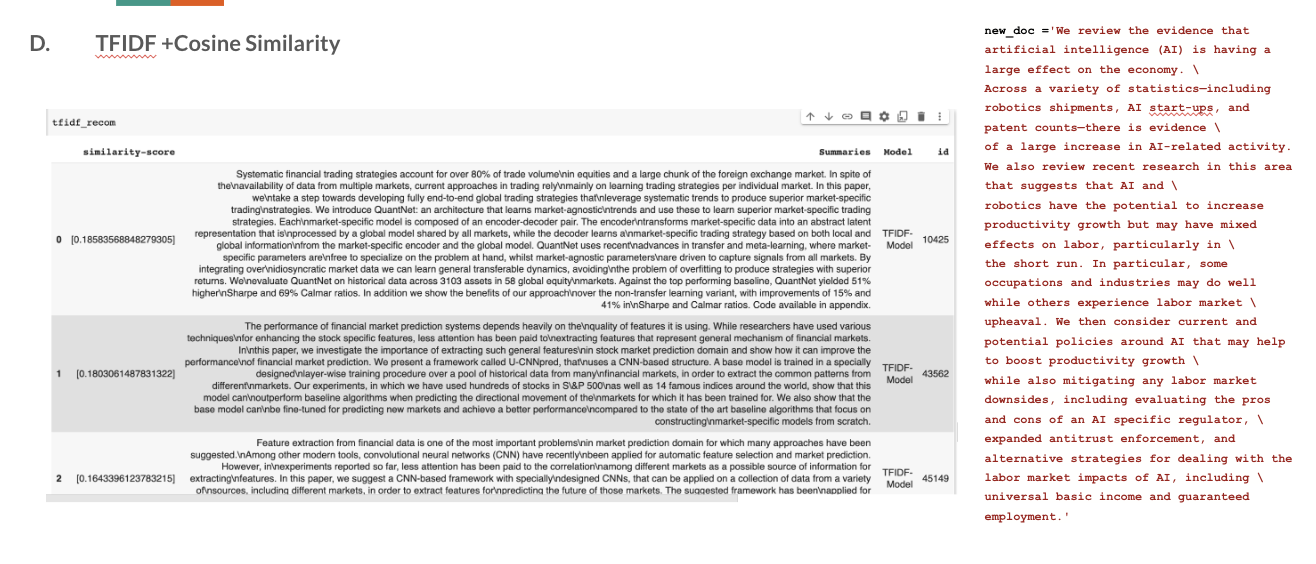 D. TFIDF +Cosine Similarity
tfidf_recom
similarity-score Summaries Model id
Systematic financial trading strategies account for over 80% of trade volume\nin equities and a large chunk of the foreign exchange market. In spite of
the\navailability of data from multiple markets, current approaches in trading rely\nmainly on learning trading strategies per individual market. In this paper,
we\ntake a step towards developing fully end-to-end global trading strategies that\nleverage systematic trends to produce superior market-specific
trading\nstrategies. We introduce QuantNet: an architecture that learns market-agnostic\ntrends and use these to learn superior market-specific trading
strategies. Each\nmarket-specific model is composed of an encoder-decoder pair. The encoder\ntransforms market-specific data into an abstract latent
representation that is\nprocessed by a global model shared by all markets, while the decoder learns a\nmarket-specific trading strategy based on both local and
global information\nfrom the market-specific encoder and the global model. QuantNet uses recent\nadvances in transfer and meta-learning, where market-
specific parameters are\nfree to specialize on the problem at hand, whilst market-agnostic parameters\nare driven to capture signals from all markets. By
integrating over\nidiosyncratic market data we can learn general transferable dynamics, avoiding\nthe problem of overfitting to produce strategies with superior
returns. We\nevaluate QuantNet on historical data across 3103 assets in 58 global equity\nmarkets. Against the top performing baseline, QuantNet yielded 51%
higher\nSharpe and 69% Calmar ratios. In addition we show the benefits of our approach\nover the non-transfer learning variant, with improvements of 15% and
41% in\nSharpe and Calmar ratios. Code available in appendix.
0 [0.18583568848279305] TFIDF-
Model 10425
The performance of financial market prediction systems depends heavily on the\nquality of features it is using. While researchers have used various
techniques\nfor enhancing the stock specific features, less attention has been paid to\nextracting features that represent general mechanism of financial markets.
In\nthis paper, we investigate the importance of extracting such general features\nin stock market prediction domain and show how it can improve the
performance\nof financial market prediction. We present a framework called U-CNNpred, that\nuses a CNN-based structure. A base model is trained in a specially
designed\nlayer-wise training procedure over a pool of historical data from many\nfinancial markets, in order to extract the common patterns from
different\nmarkets. Our experiments, in which we have used hundreds of stocks in S\&P 500\nas well as 14 famous indices around the world, show that this
model can\noutperform baseline algorithms when predicting the directional movement of the\nmarkets for which it has been trained for. We also show that the
base model can\nbe fine-tuned for predicting new markets and achieve a better performance\ncompared to the state of the art baseline algorithms that focus on
constructing\nmarket-specific models from scratch.
1 [0.1803061487831322] TFIDF-
Model 43562
Feature extraction from financial data is one of the most important problems\nin market prediction domain for which many approaches have been
suggested.\nAmong other modern tools, convolutional neural networks (CNN) have recently\nbeen applied for automatic feature selection and market prediction.
However, in\nexperiments reported so far, less attention has been paid to the correlation\namong different markets as a possible source of information for
extracting\nfeatures. In this paper, we suggest a CNN-based framework with specially\ndesigned CNNs, that can be applied on a collection of data from a variety
of\nsources, including different markets, in order to extract features for\npredicting the future of those markets. The suggested framework has been\napplied for
2 [0.1643396123783215] TFIDF-
Model 45149
new_doc ='We review the evidence that
artificial intelligence (AI) is having a
large effect on the economy. \
Across a variety of statistics—including
robotics shipments, AI start-ups, and
patent counts—there is evidence \
of a large increase in AI-related activity.
We also review recent research in this area
that suggests that AI and \
robotics have the potential to increase
productivity growth but may have mixed
effects on labor, particularly in \
the short run. In particular, some
occupations and industries may do well
while others experience labor market \
upheaval. We then consider current and
potential policies around AI that may help
to boost productivity growth \
while also mitigating any labor market
downsides, including evaluating the pros
and cons of an AI specific regulator, \
expanded antitrust enforcement, and
alternative strategies for dealing with the
labor market impacts of AI, including \
universal basic income and guaranteed
employment.'